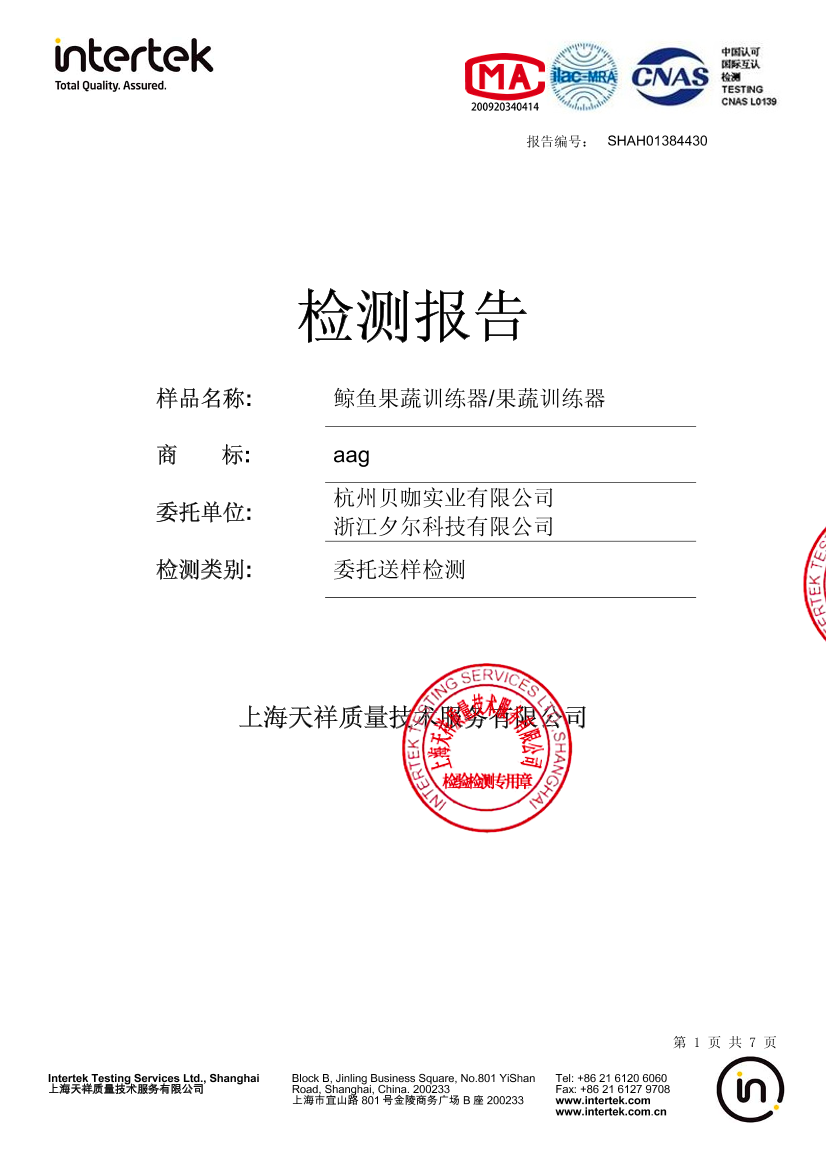 intertek
Total Quality. Assured.
MA
200920340414
ilac-MRA
CNAS
中国认可
国际互认
检测
TESTING
CNAS L0139
报告编号： SHAH01384430
检测报告
样品名称: 鲸鱼果蔬训练器/果蔬训练器
商 标: aag
委托单位: 杭州贝咖实业有限公司
浙江夕尔科技有限公司
检测类别: 委托送样检测
上海天祥质量技术服务有限公司
INTERTEK TESTING SERVICES LTD. SHANGHAI
上海天祥质量技术服务有限公司
检验检测专用章
ERTEK TES
第 1 页 共 7 页
Intertek Testing Services Ltd., Shanghai
上海天祥质量技术服务有限公司
Block B, Jinling Business Square, No.801 YiShan
Road, Shanghai, China. 200233
上海市宜山路 801 号金陵商务广场 B 座 200233
Tel: +86 21 6120 6060
Fax: +86 21 6127 9708
www.intertek.com
www.intertek.com.cn
in